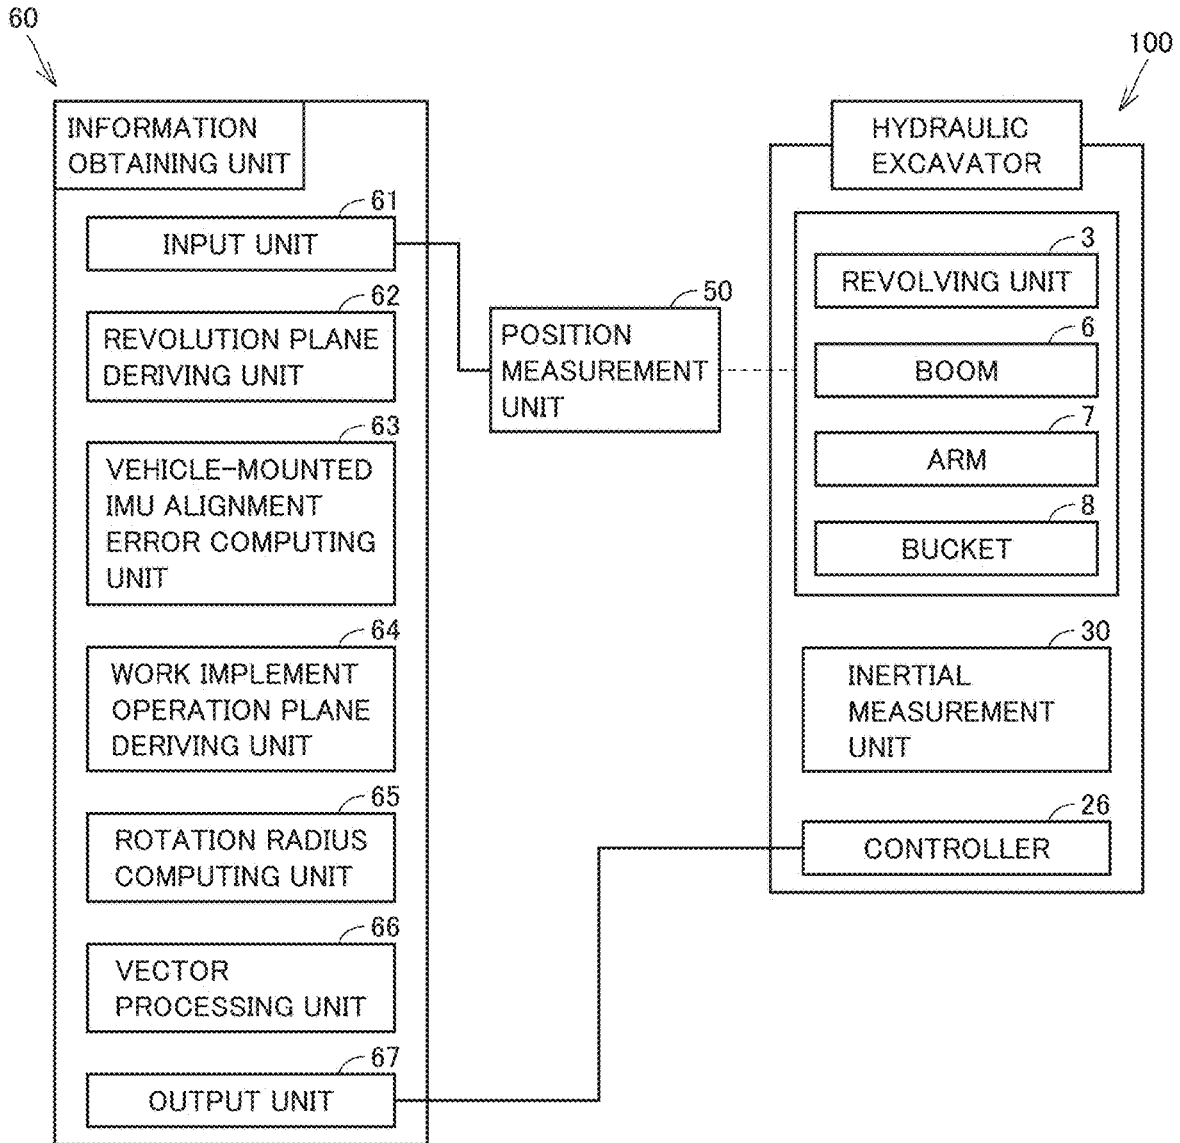 60
INFORMATION
OBTAINING UNIT
61
INPUT UNIT
62
REVOLUTION PLANE
DERIVING UNIT
63
VEHICLE-MOUNTED
IMU ALIGNMENT
ERROR COMPUTING
UNIT
64
WORK IMPLEMENT
OPERATION PLANE
DERIVING UNIT
65
ROTATION RADIUS
COMPUTING UNIT
66
VECTOR
PROCESSING UNIT
67
OUTPUT UNIT
50
POSITION
MEASUREMENT
UNIT
100
HYDRAULIC
EXCAVATOR
3
REVOLVING UNIT
6
BOOM
7
ARM
8
BUCKET
30
INERTIAL
MEASUREMENT
UNIT
26
CONTROLLER